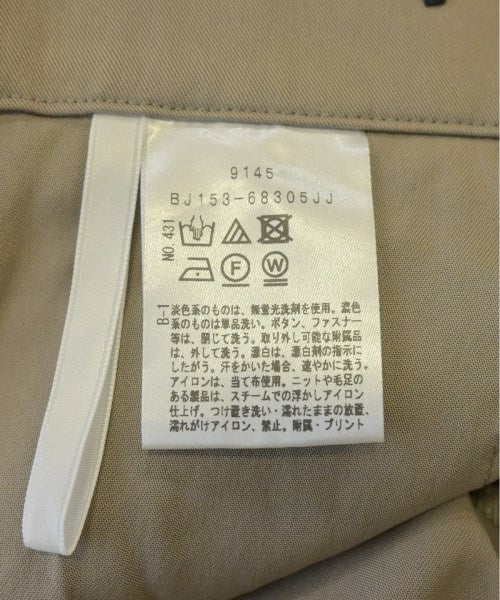 9145
BJ153-68305JJ
NO.431
F
W
B-1
淡色系のものは、無蛍光洗剤を使用。濃色
系のものは単品洗い。ボタン、ファスナー
等は、閉じて洗う。取り外し可能な附属品
は、外して洗う。漂白は、漂白剤の指示に
したがう。汗をかいた場合、速やかに洗う。
アイロンは、当て布使用。ニットや毛足の
ある製品は、スチームでの浮かしアイロン
仕上げ。つけ置き洗い・濡れたままの放置、
濡れがけアイロン、禁止。附属・プリント